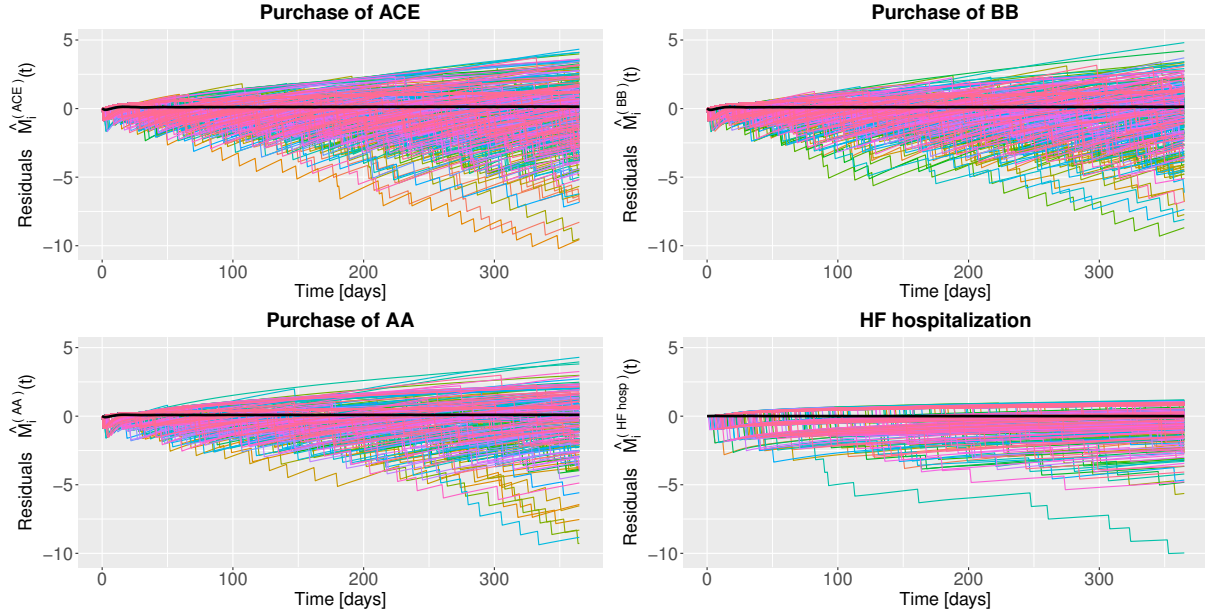 Purchase of ACE
Residuals M̂ᵢ⁽ᴬᶜᴱ⁾(t)
5
0
−5
−10
0 100 200 300
Time [days]
Purchase of BB
Residuals M̂ᵢ⁽ᴮᴮ⁾(t)
5
0
−5
−10
0 100 200 300
Time [days]
Purchase of AA
Residuals M̂ᵢ⁽ᴬᴬ⁾(t)
5
0
−5
−10
0 100 200 300
Time [days]
HF hospitalization
Residuals M̂ᵢ⁽HF hosp⁾(t)
5
0
−5
−10
0 100 200 300
Time [days]